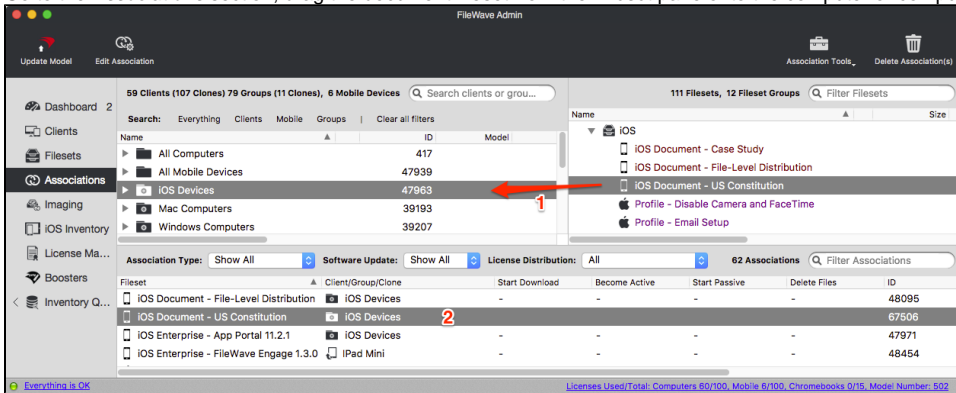 FileWave Admin
Update Model
Edit Association
Association Tools
Delete Association(s)
Dashboard 2
Clients
Filesets
Associations
Imaging
iOS Inventory
License Ma...
Boosters
Inventory Q...
59 Clients (107 Clones) 79 Groups (11 Clones), 6 Mobile Devices
Search clients or grou...
Search: Everything Clients Mobile Groups | Clear all filters
Name ID Model
All Computers 417
All Mobile Devices 47939
iOS Devices 47963
Mac Computers 39193
Windows Computers 39207
1
111 Filesets, 12 Fileset Groups
Filter Filesets
Name Size
iOS
iOS Document - Case Study
iOS Document - File-Level Distribution
iOS Document - US Constitution
Profile - Disable Camera and FaceTime
Profile - Email Setup
Association Type: Show All Software Update: Show All License Distribution: All 62 Associations Filter Associations
Fileset Client/Group/Clone Start Download Become Active Start Passive Delete Files ID
iOS Document - File-Level Distribution iOS Devices - - - - 48095
iOS Document - US Constitution iOS Devices 2 67506
iOS Enterprise - App Portal 11.2.1 iOS Devices - - - - 47971
iOS Enterprise - FileWave Engage 1.3.0 IPad Mini - - - - 48454
Everything is OK
Licenses Used/Total: Computers 60/100, Mobile 6/100, Chromebooks 0/15, Model Number: 502